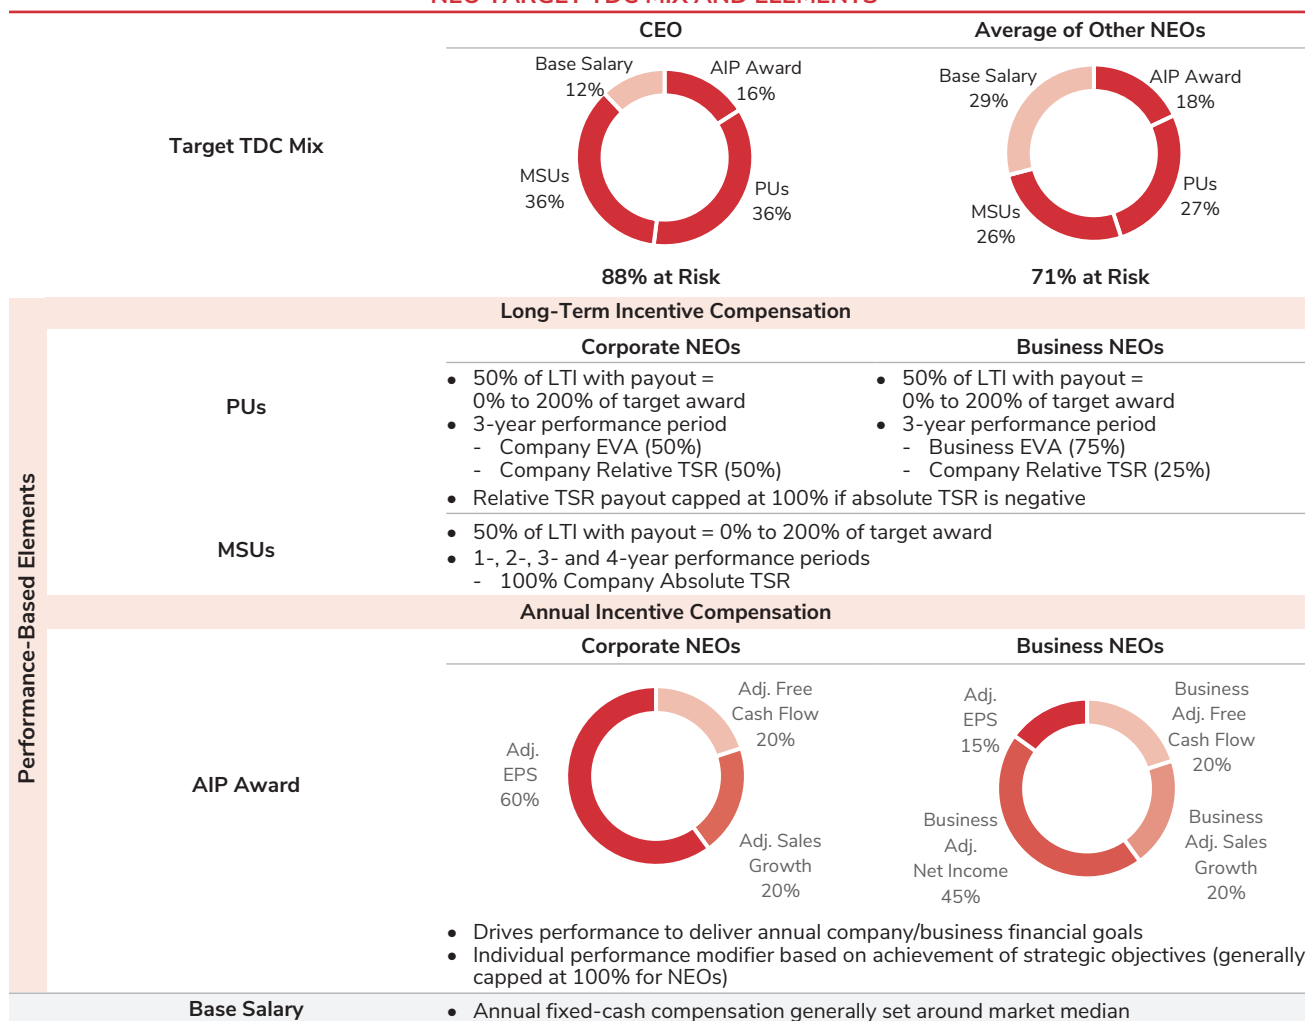 NEO TARGET TDC MIX AND ELEMENTS
CEO
Average of Other NEOs
Target TDC Mix
Base Salary
12%
AIP Award
16%
MSUs
36%
PUs
36%
88% at Risk
Base Salary
29%
AIP Award
18%
MSUs
26%
PUs
27%
71% at Risk
Performance-Based Elements
Long-Term Incentive Compensation
Corporate NEOs
Business NEOs
PUs
• 50% of LTI with payout =
0% to 200% of target award
• 3-year performance period
- Company EVA (50%)
- Company Relative TSR (50%)
• 50% of LTI with payout =
0% to 200% of target award
• 3-year performance period
- Business EVA (75%)
- Company Relative TSR (25%)
• Relative TSR payout capped at 100% if absolute TSR is negative
MSUs
• 50% of LTI with payout = 0% to 200% of target award
• 1-, 2-, 3- and 4-year performance periods
- 100% Company Absolute TSR
Annual Incentive Compensation
Corporate NEOs
Business NEOs
AIP Award
Adj. Free
Cash Flow
20%
Adj.
EPS
60%
Adj. Sales
Growth
20%
Adj.
EPS
15%
Business
Adj. Free
Cash Flow
20%
Business
Adj.
Net Income
45%
Business
Adj. Sales
Growth
20%
• Drives performance to deliver annual company/business financial goals
• Individual performance modifier based on achievement of strategic objectives (generally
capped at 100% for NEOs)
Base Salary
• Annual fixed-cash compensation generally set around market median